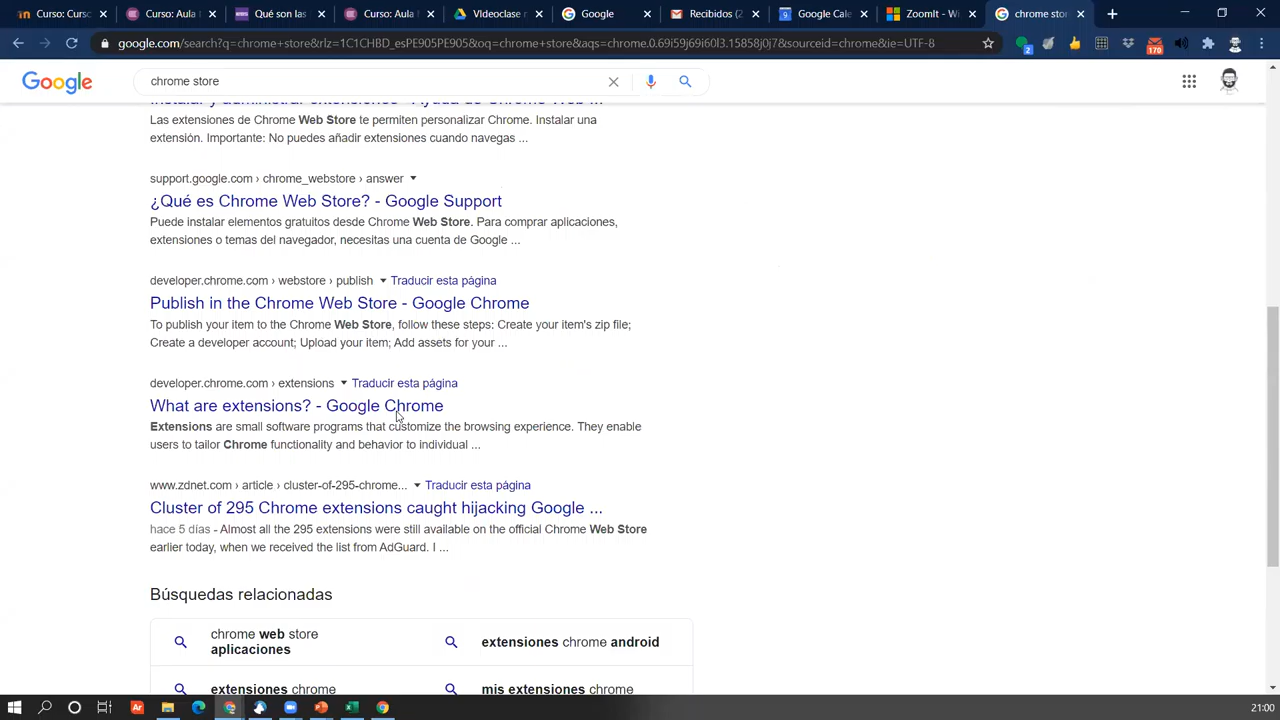 Curso: Curso
Curso: Aula
Qué son las
Curso: Aula M
VIdeoclase
Google
Recibidos (2
Google Cale
ZoomIt - Wi
chrome stor
google.com/search?q=chrome+store&rlz=1C1CHBD_esPE905PE905&oq=chrome+store&aqs=chrome.0.69i59j69i60l3.15858j0j7&sourceid=chrome&ie=UTF-8
2
170
Google
chrome store
Instalar y administrar extensiones - Ayuda de Chrome Web ...
Las extensiones de Chrome Web Store te permiten personalizar Chrome. Instalar una
extensión. Importante: No puedes añadir extensiones cuando navegas ...
support.google.com › chrome_webstore › answer
¿Qué es Chrome Web Store? - Google Support
Puede instalar elementos gratuitos desde Chrome Web Store. Para comprar aplicaciones,
extensiones o temas del navegador, necesitas una cuenta de Google ...
developer.chrome.com › webstore › publish Traducir esta página
Publish in the Chrome Web Store - Google Chrome
To publish your item to the Chrome Web Store, follow these steps: Create your item's zip file;
Create a developer account; Upload your item; Add assets for your ...
developer.chrome.com › extensions Traducir esta página
What are extensions? - Google Chrome
Extensions are small software programs that customize the browsing experience. They enable
users to tailor Chrome functionality and behavior to individual ...
www.zdnet.com › article › cluster-of-295-chrome... Traducir esta página
Cluster of 295 Chrome extensions caught hijacking Google ...
hace 5 días - Almost all the 295 extensions were still available on the official Chrome Web Store
earlier today, when we received the list from AdGuard. I ...
Búsquedas relacionadas
chrome web store
aplicaciones
extensiones chrome android
extensiones chrome
mis extensiones chrome
Ar
21:00